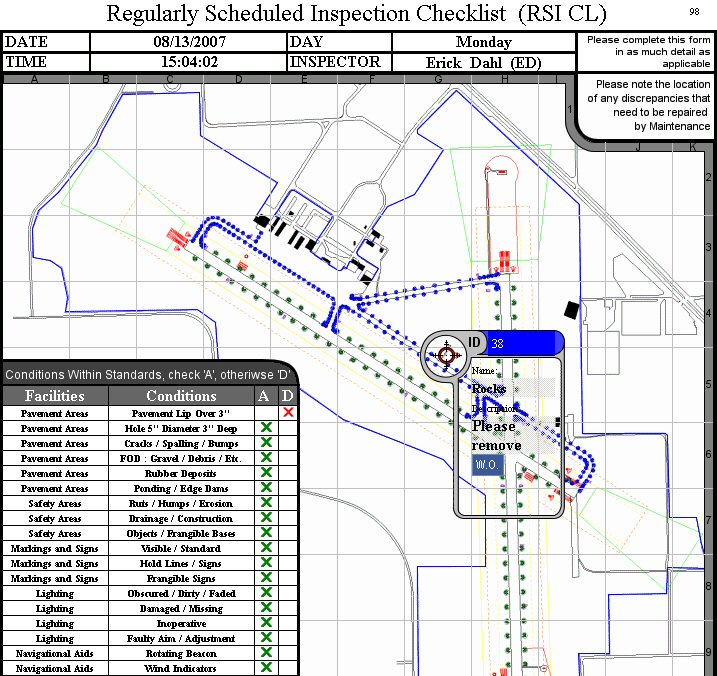 Regularly Scheduled Inspection Checklist (RSI CL)
98
DATE 08/13/2007 DAY Monday
TIME 15:04:02 INSPECTOR Erick Dahl (ED)
Please complete this form
in as much detail as
applicable
Please note the location
of any discrepancies that
need to be repaired
by Maintenance
A B C D E F G H I J K
1
2
3
4
5
6
7
8
9
ID 38
Name:
Rocks
Description:
Please
remove
W.O.
Conditions Within Standards, check 'A', otheriwse 'D'
Facilities Conditions A D
Pavement Areas Pavement Lip Over 3" X
Pavement Areas Hole 5" Diameter 3" Deep X
Pavement Areas Cracks / Spalling / Bumps X
Pavement Areas FOD : Gravel / Debris / Etc. X
Pavement Areas Rubber Deposits X
Pavement Areas Ponding / Edge Dams X
Safety Areas Ruts / Humps / Erosion X
Safety Areas Drainage / Construction X
Safety Areas Objects / Frangible Bases X
Markings and Signs Visible / Standard X
Markings and Signs Hold Lines / Signs X
Markings and Signs Frangible Signs X
Lighting Obscured / Dirty / Faded X
Lighting Damaged / Missing X
Lighting Inoperative X
Lighting Faulty Aim / Adjustment X
Navigational Aids Rotating Beacon X
Navigational Aids Wind Indicators X